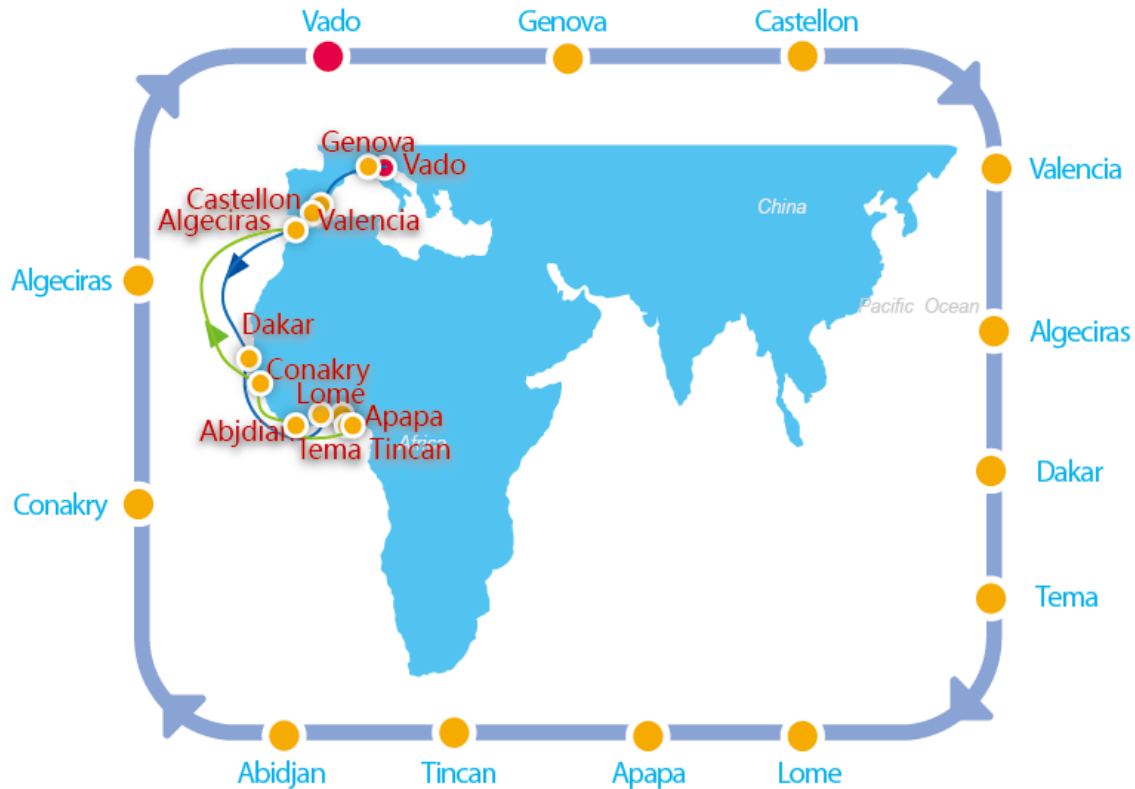 Vado
Genova
Castellon
Genova
Vado
Valencia
China
Castellon
Algeciras
Valencia
Algeciras
Pacific Ocean
Dakar
Algeciras
Conakry
Lome
Apapa
Abjdian
Africa
Tema Tincan
Dakar
Conakry
Tema
Abidjan
Tincan
Apapa
Lome